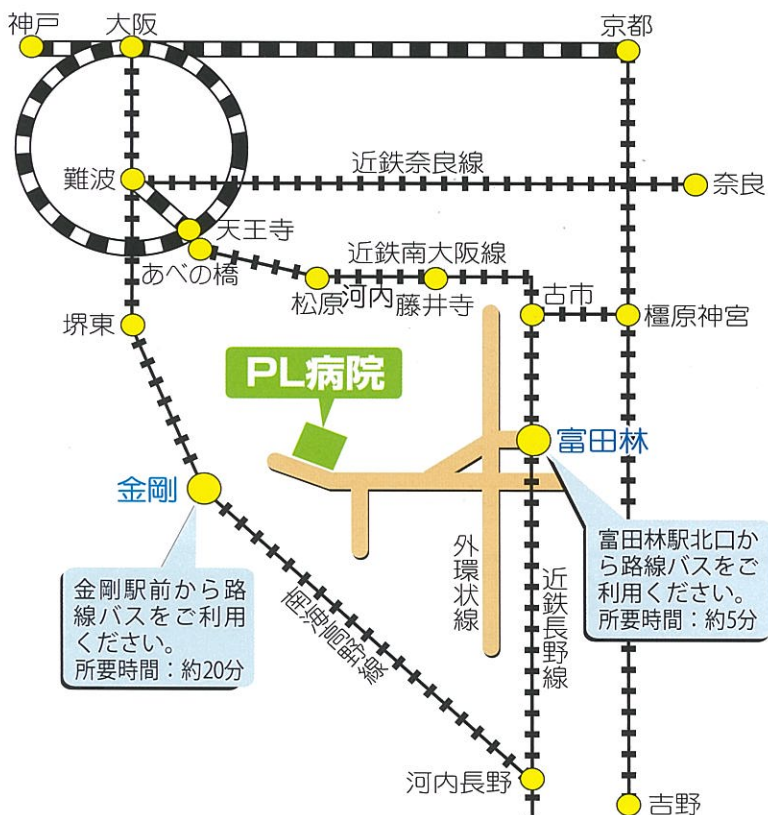 神戸
大阪
京都
難波
近鉄奈良線
奈良
天王寺
あべの橋
近鉄南大阪線
松原
河内
藤井寺
古市
橿原神宮
堺東
PL病院
富田林
金剛
富田林駅北口か
ら路線バスをご
利用ください。
所要時間：約5分
金剛駅前から路
線バスをご利用
ください。
所要時間：約20分
外環状線
近鉄長野線
南海高野線
河内長野
吉野